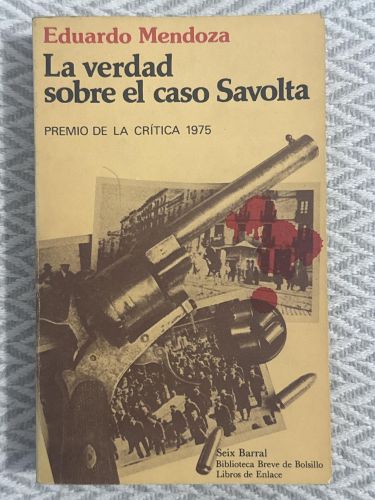 Eduardo Mendoza
La verdad
sobre el caso Savolta
PREMIO DE LA CRÍTICA 1975
Seix Barral
Biblioteca Breve de Bolsillo
Libros de Enlace